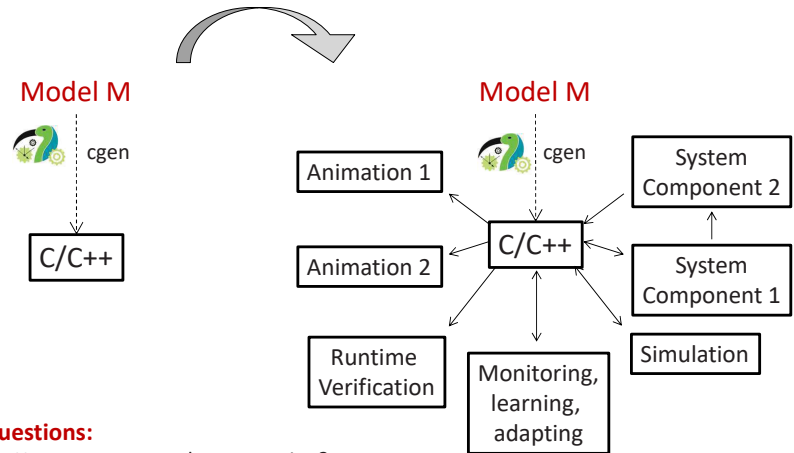 Model M
cgen
C/C++
Model M
cgen
Animation 1
Animation 2
C/C++
System
Component 2
System
Component 1
Runtime
Verification
Monitoring,
learning,
adapting
Simulation
uestions: